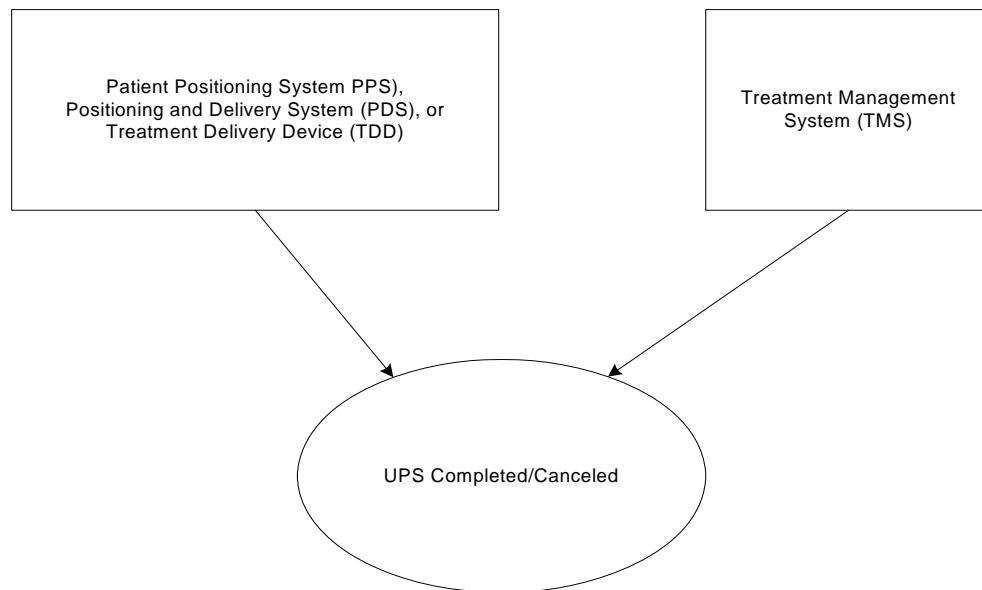 Patient Positioning System PPS),
Positioning and Delivery System (PDS), or
Treatment Delivery Device (TDD)
Treatment Management
System (TMS)
UPS Completed/Canceled